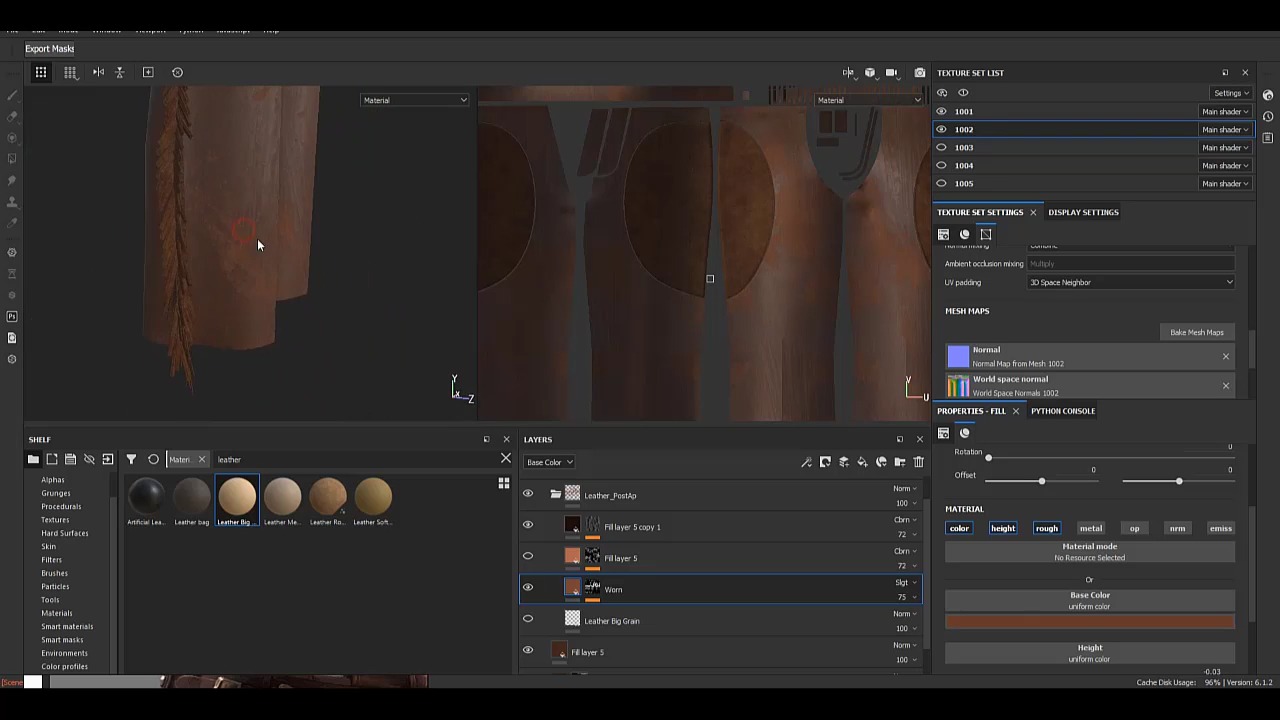 Export Masks
Material
Material
TEXTURE SET LIST
Settings
1001 Main shader
1002 Main shader
1003 Main shader
1004 Main shader
1005 Main shader
TEXTURE SET SETTINGS DISPLAY SETTINGS
Ambient occlusion mixing Multiply
UV padding 3D Space Neighbor
MESH MAPS
Bake Mesh Maps
Normal
Normal Map from Mesh 1002
World space normal
World Space Normals 1002
PROPERTIES - FILL PYTHON CONSOLE
Rotation 0
Offset 0 0
MATERIAL
color height rough metal op nrm emiss
Material mode
No Resource Selected
Or
Base Color
uniform color
Height
uniform color
-0.03
Y
Z
Y
U
SHELF
Materi... leather
Alphas
Grunges
Procedurals
Textures
Hard Surfaces
Skin
Filters
Brushes
Particles
Tools
Materials
Smart materials
Smart masks
Environments
Color profiles
Artificial Lea... Leather bag Leather Big ... Leather Me... Leather Ro... Leather Soft...
LAYERS
Base Color
Leather_PostAp Norm 100
Fill layer 5 copy 1 Cbrn 72
Fill layer 5 Cbrn 72
Worn Slgt 75
Leather Big Grain Norm 100
Fill layer 5 Norm 100
[Scene
Cache Disk Usage: 96% | Version: 6.1.2